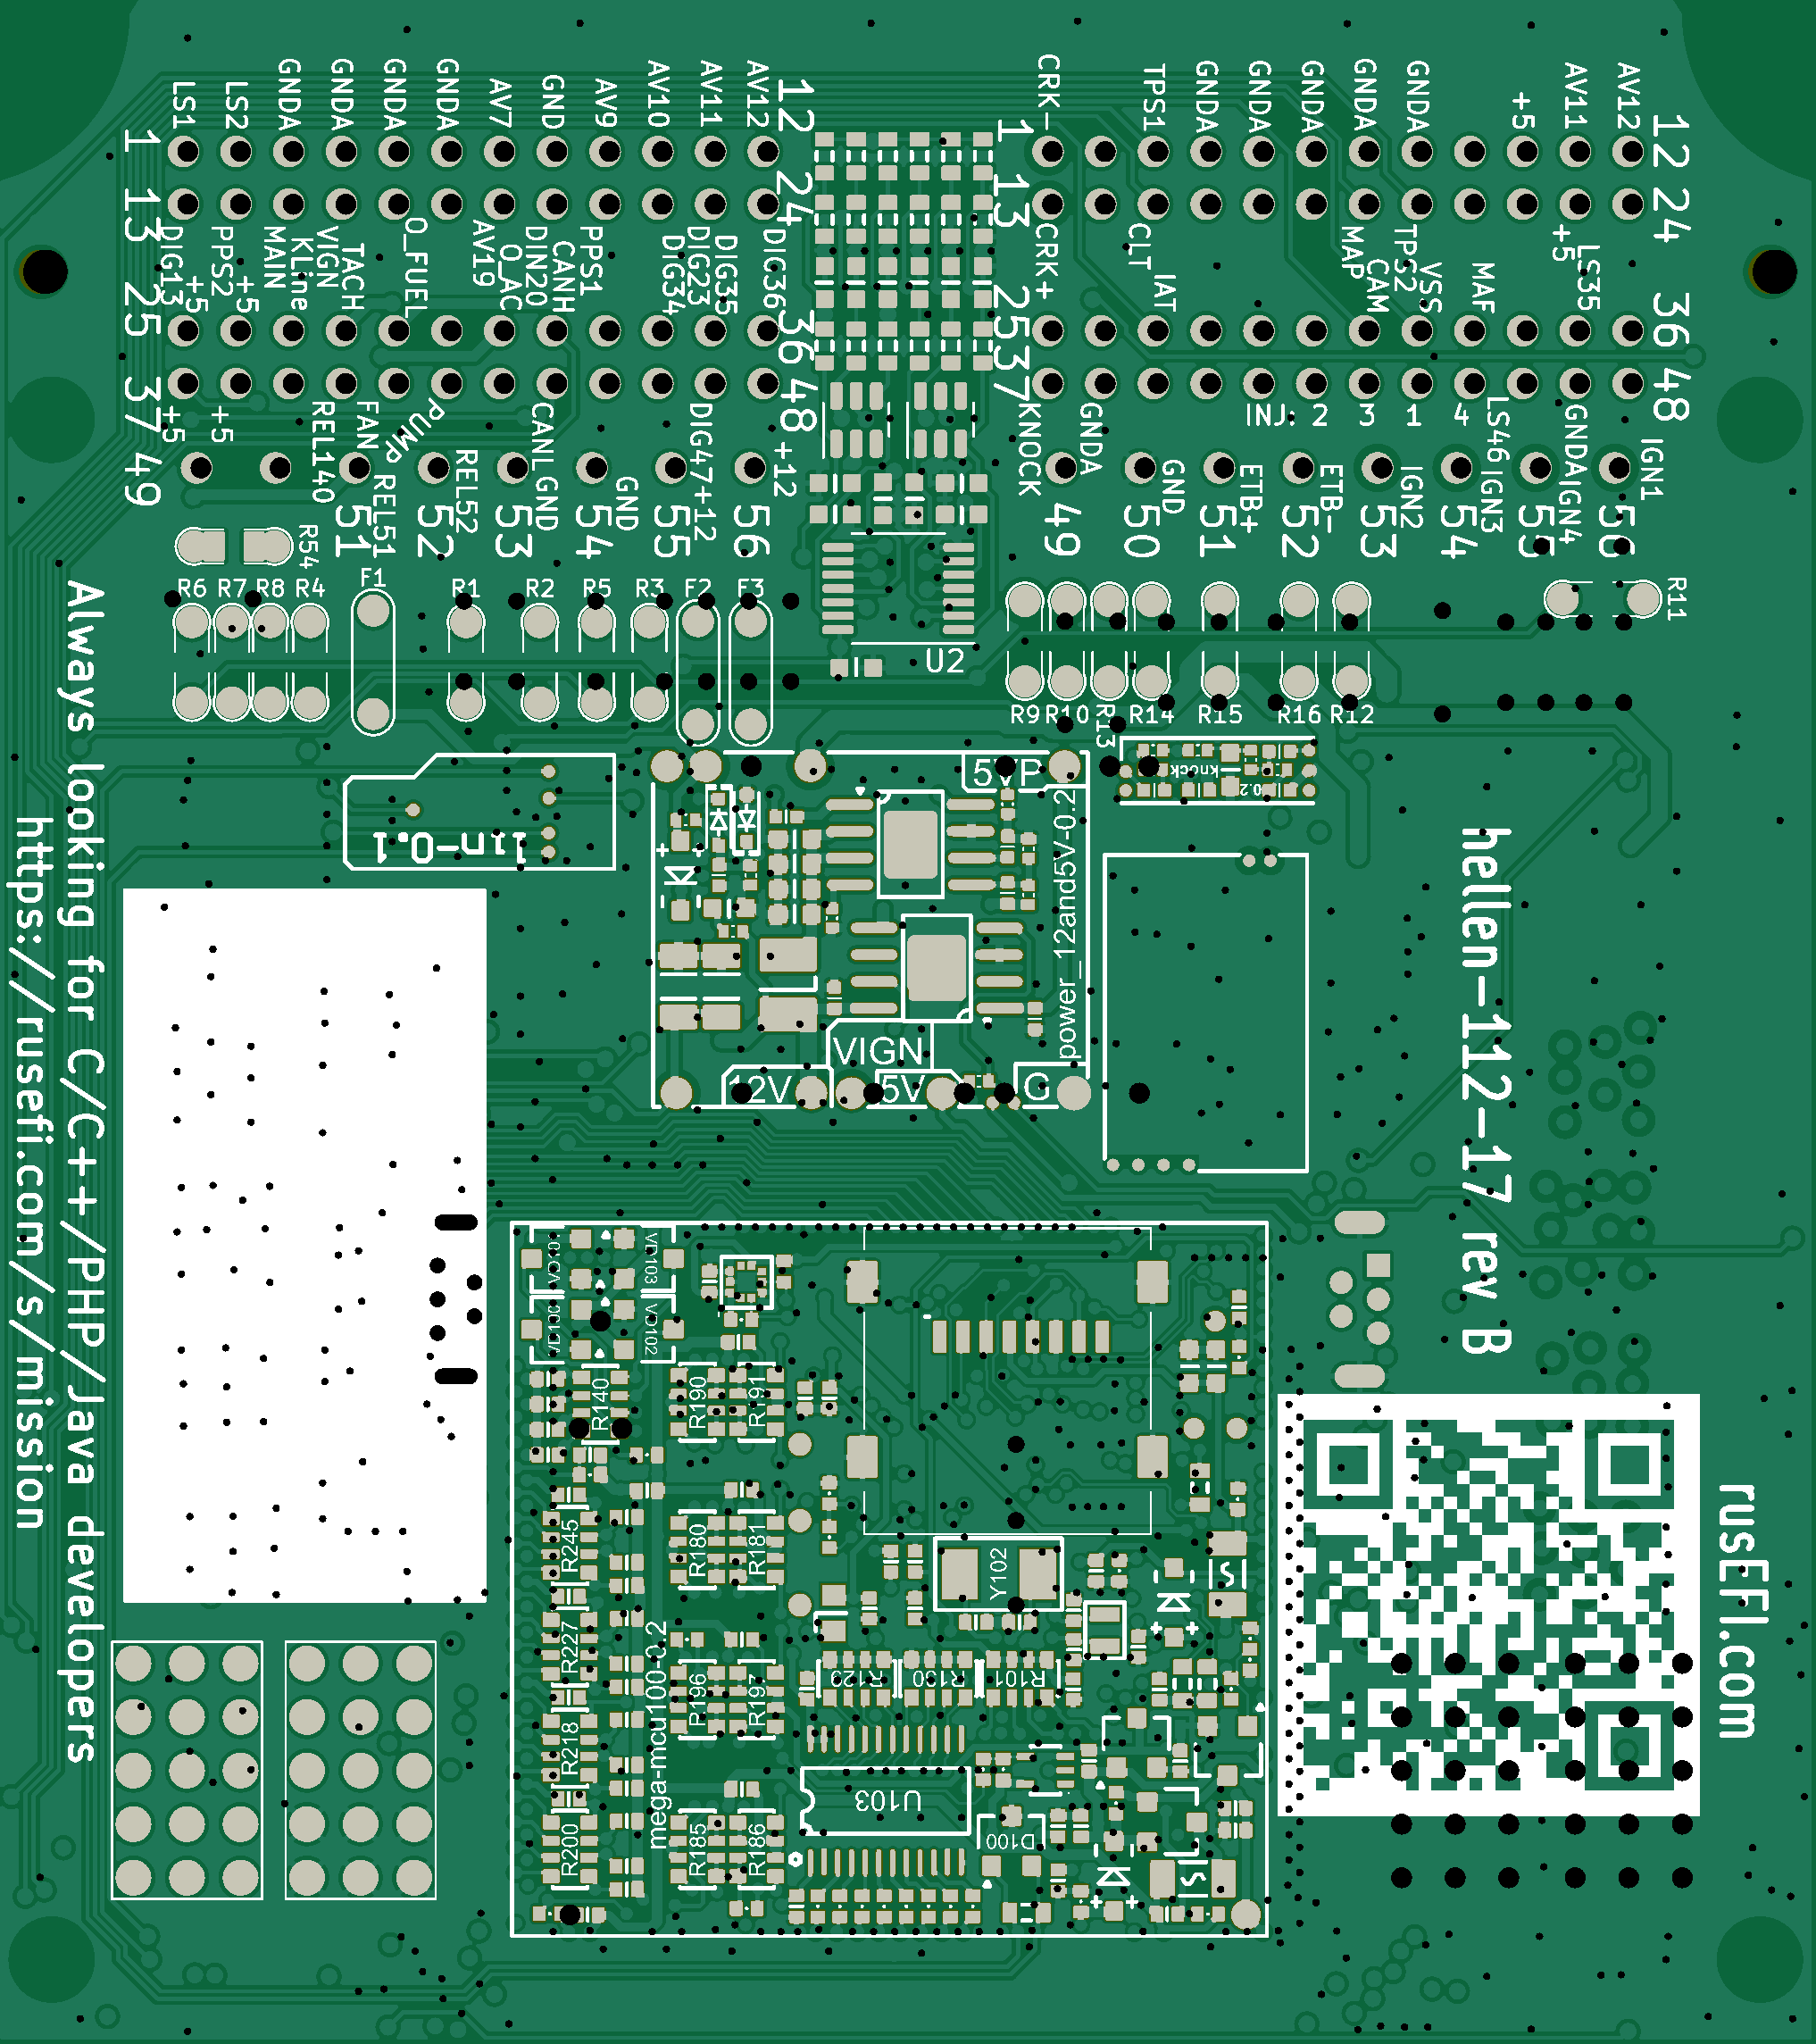 LS1 LS2 GNDA GNDA GNDA GNDA AV7 GND AV9 AV10 AV11 AV12
CRK- TPS1 GNDA GNDA GNDA GNDA GNDA +5 AV11 AV12
1 12 1 12
13 24 13 24
DIG13 +5 PPS2 +5 MAIN KLine VIGN TACH O_FUEL AV19 O_AC DIN20 CANH PPS1 DIG34 DIG23 DIG35 DIG36
CRK+ CLT IAT MAP CAM TPS2 VSS MAF +5 LS35
25 36 25 36
37 48 37 48
+5 +5 REL140 FAN PUMP CANL DIG47 +12
KNOCK GNDA INJ: 2 3 1 4 LS46 GNDA IGN1
REL51 REL52 GND GND +12
GND ETB+ ETB- IGN2 IGN3 IGN4
49 51 52 53 54 55 56
49 50 51 52 53 54 55 56
R54
R6 R7 R8 R4 F1 R1 R2 R5 R3 F2 F3
R11
U2
R9 R10 R13 R14 R15 R16 R12
knock
0.2
lin-0.1
5VP
power_12and5V-0.2
VIGN
12V 5V G
hellen-112-17 rev B
Always looking for C/C++/PHP/Java developers
https://rusefi.com/s/mission
VD103
VD102
R140 R190 R191
R245 R180 R181
Y102
R227 R196 R197
R101
R218
U103
mega-mcu100-0.2
R200 R185 R186
D100
rusEFI.com